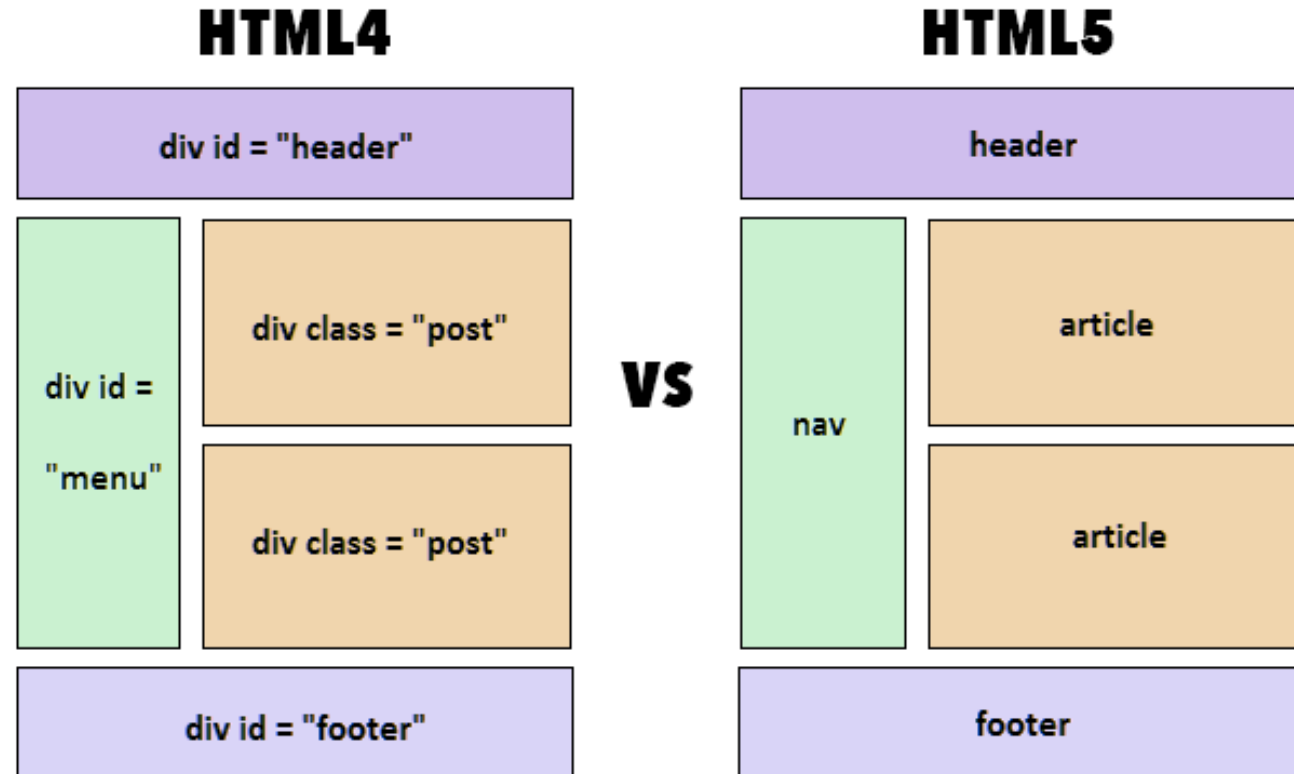 HTML4
HTML5
div id = "header"
header
div id =
"menu"
div class = "post"
div class = "post"
VS
nav
article
article
div id = "footer"
footer